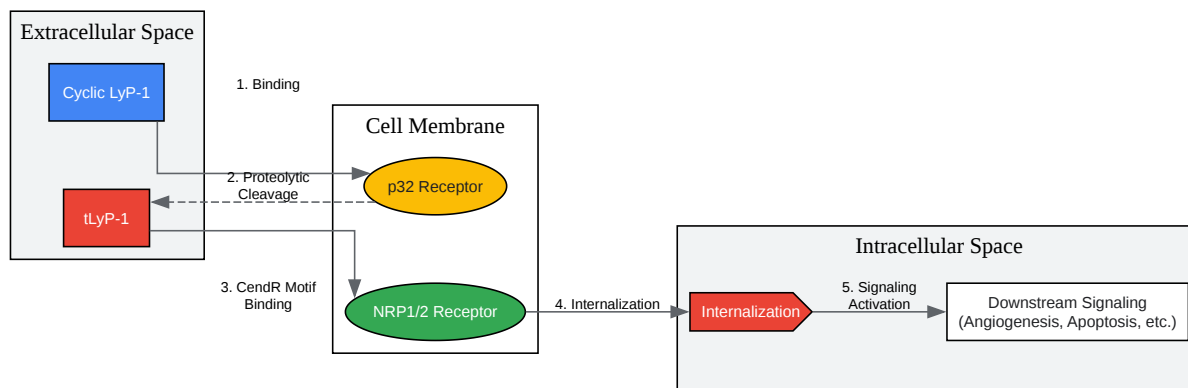 Extracellular Space
Cyclic LyP-1
1. Binding
Cell Membrane
p32 Receptor
2. Proteolytic
Cleavage
tLyP-1
3. CendR Motif
Binding
NRP1/2 Receptor
4. Internalization
Intracellular Space
Internalization
5. Signaling
Activation
Downstream Signaling
(Angiogenesis, Apoptosis, etc.)